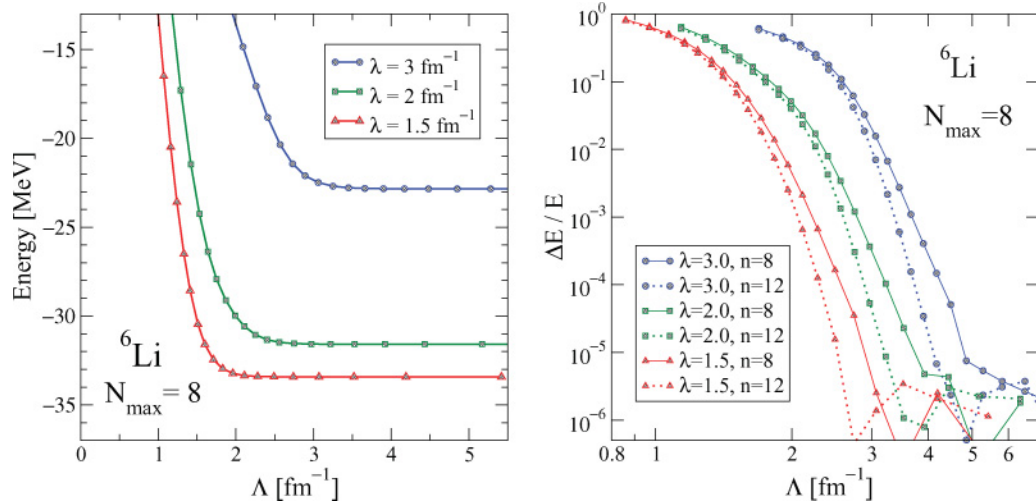 -15
-20
-25
-30
-35
Energy [MeV]
λ = 3 fm⁻¹
λ = 2 fm⁻¹
λ = 1.5 fm⁻¹
⁶Li
N_max = 8
0 1 2 3 4 5
Λ [fm⁻¹]
10⁰
10⁻¹
10⁻²
10⁻³
10⁻⁴
10⁻⁵
10⁻⁶
ΔE / E
⁶Li
N_max=8
λ=3.0, n=8
λ=3.0, n=12
λ=2.0, n=8
λ=2.0, n=12
λ=1.5, n=8
λ=1.5, n=12
0.8 1 2 3 4 5 6
Λ [fm⁻¹]